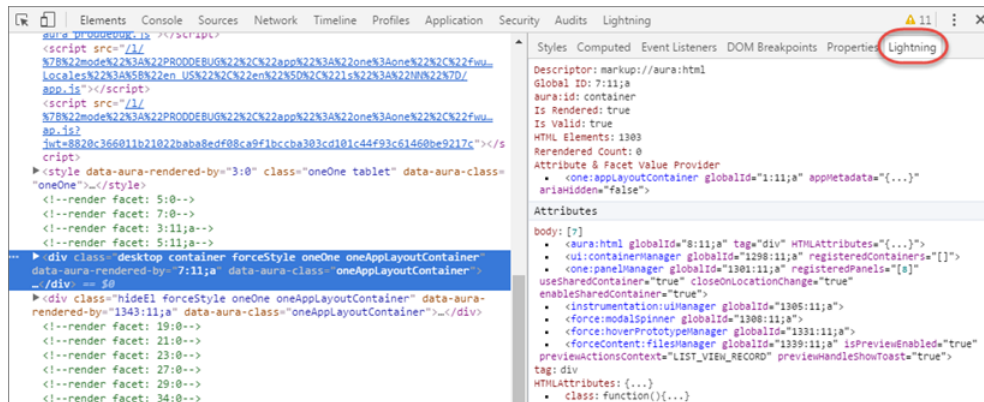 Elements Console Sources Network Timeline Profiles Application Security Audits Lightning 11
aura proddebug.js "></script>
<script src="/l/
%7B%22mode%22%3A%22PRODDEBUG%22%2C%22app%22%3A%22one%3Aone%22%2C%22fwu…
Locales%22%3A%5B%22en_US%22%2C%22en%22%5D%2C%22ls%22%3A%22NN%22%7D/
app.js"></script>
<script src="/l/
%7B%22mode%22%3A%22PRODDEBUG%22%2C%22app%22%3A%22one%3Aone%22%2C%22fwu…
ap.js?
jwt=8820c366011b21022baba8edf08ca9f1bccba303cd101c44f93c61460be9217c"></s
cript>
▶<style data-aura-rendered-by="3:0" class="oneOne tablet" data-aura-class=
"oneOne">…</style>
<!--render facet: 5:0-->
<!--render facet: 7:0-->
<!--render facet: 3:11;a-->
<!--render facet: 5:11;a-->
… ▶<div class="desktop container forceStyle oneOne oneAppLayoutContainer"
data-aura-rendered-by="7:11;a" data-aura-class="oneAppLayoutContainer">
…</div> == $0
▶<div class="hideEl forceStyle oneOne oneAppLayoutContainer" data-aura-
rendered-by="1343:11;a" data-aura-class="oneAppLayoutContainer">…</div>
<!--render facet: 19:0-->
<!--render facet: 21:0-->
<!--render facet: 23:0-->
<!--render facet: 27:0-->
<!--render facet: 29:0-->
<!--render facet: 34:0-->
Styles Computed Event Listeners DOM Breakpoints Properties Lightning
Descriptor: markup://aura:html
Global ID: 7:11;a
aura:id: container
Is Rendered: true
Is Valid: true
HTML Elements: 1303
Rerendered Count: 0
Attribute & Facet Value Provider
▪ <one:appLayoutContainer globalId="1:11;a" appMetadata="{...}"
ariaHidden="false">
Attributes
body: [7]
▪ <aura:html globalId="8:11;a" tag="div" HTMLAttributes="{...}">
▪ <ui:containerManager globalId="1298:11;a" registeredContainers="[]">
▪ <one:panelManager globalId="1301:11;a" registeredPanels="[8]"
useSharedContainer="true" closeOnLocationChange="true"
enableSharedContainer="true">
▪ <instrumentation:uiManager globalId="1305:11;a">
▪ <force:modalSpinner globalId="1308:11;a">
▪ <force:hoverPrototypeManager globalId="1331:11;a">
▪ <forceContent:filesManager globalId="1339:11;a" isPreviewEnabled="true"
previewActionsContext="LIST_VIEW_RECORD" previewHandleShowToast="true">
tag: div
HTMLAttributes: {...}
▪ class: function(){...}